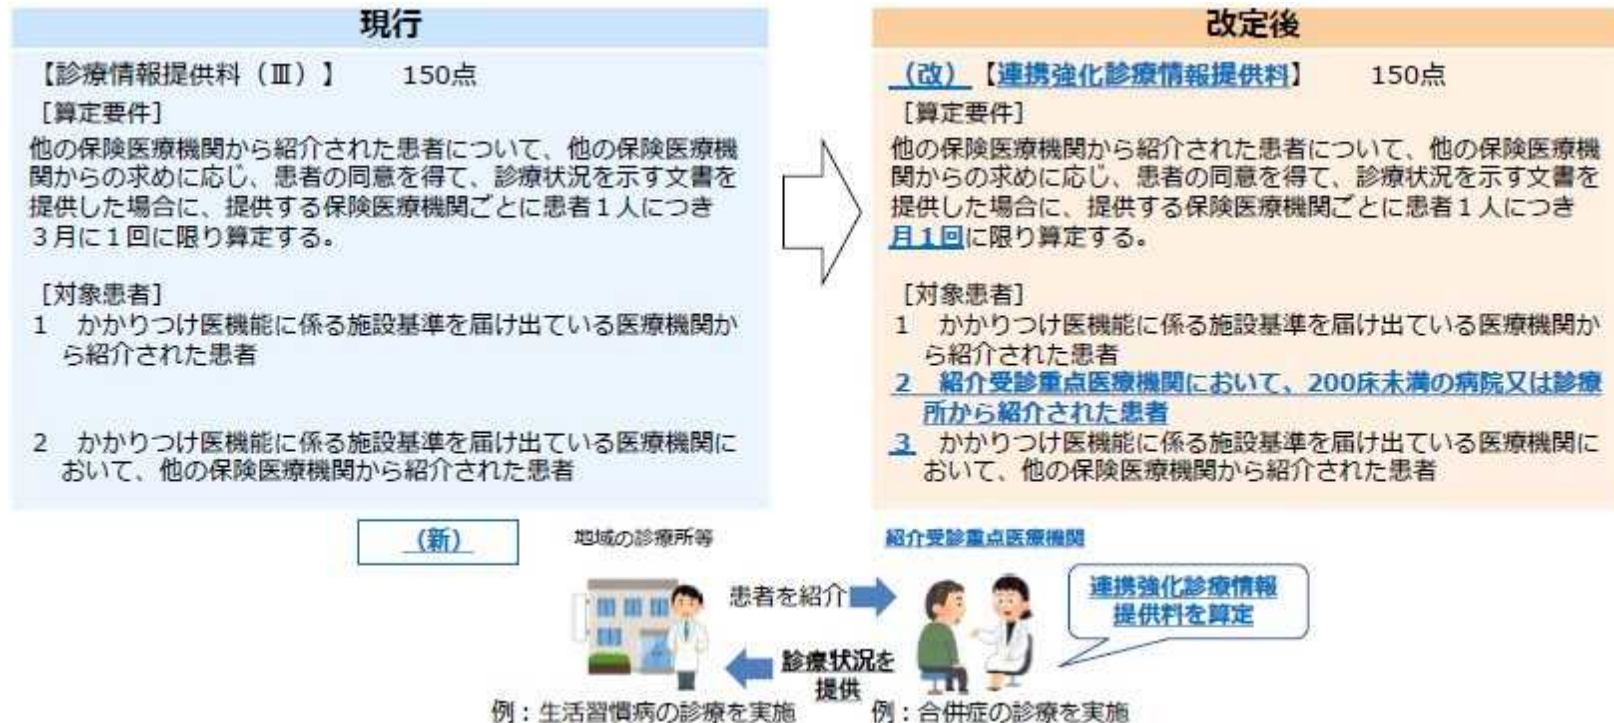 現行
【診療情報提供料（Ⅲ）】　　150点
［算定要件］
他の保険医療機関から紹介された患者について、他の保険医療機
関からの求めに応じ、患者の同意を得て、診療状況を示す文書を
提供した場合に、提供する保険医療機関ごとに患者１人につき
３月に１回に限り算定する。
［対象患者］
1　かかりつけ医機能に係る施設基準を届け出ている医療機関か
ら紹介された患者
2　かかりつけ医機能に係る施設基準を届け出ている医療機関に
おいて、他の保険医療機関から紹介された患者
改定後
（改）【連携強化診療情報提供料】　　150点
［算定要件］
他の保険医療機関から紹介された患者について、他の保険医療機
関からの求めに応じ、患者の同意を得て、診療状況を示す文書を
提供した場合に、提供する保険医療機関ごとに患者１人につき
月１回に限り算定する。
［対象患者］
1　かかりつけ医機能に係る施設基準を届け出ている医療機関か
ら紹介された患者
2　紹介受診重点医療機関において、200床未満の病院又は診療
所から紹介された患者
3　かかりつけ医機能に係る施設基準を届け出ている医療機関に
おいて、他の保険医療機関から紹介された患者
（新）
地域の診療所等
紹介受診重点医療機関
患者を紹介
連携強化診療情報
提供料を算定
診療状況を
提供
例：生活習慣病の診療を実施
例：合併症の診療を実施